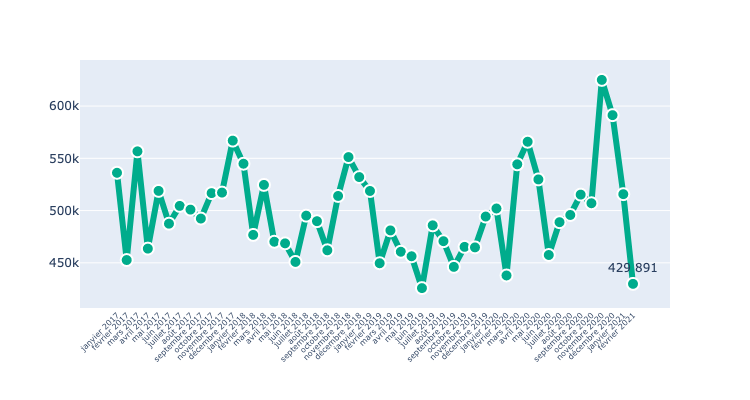 600k
550k
500k
450k
429,891
janvier 2017
février 2017
mars 2017
avril 2017
mai 2017
juin 2017
juillet 2017
août 2017
septembre 2017
octobre 2017
novembre 2017
décembre 2017
janvier 2018
février 2018
mars 2018
avril 2018
mai 2018
juin 2018
juillet 2018
août 2018
septembre 2018
octobre 2018
novembre 2018
décembre 2018
janvier 2019
février 2019
mars 2019
avril 2019
mai 2019
juin 2019
juillet 2019
août 2019
septembre 2019
octobre 2019
novembre 2019
décembre 2019
janvier 2020
février 2020
mars 2020
avril 2020
mai 2020
juin 2020
juillet 2020
août 2020
septembre 2020
octobre 2020
novembre 2020
décembre 2020
janvier 2021
février 2021